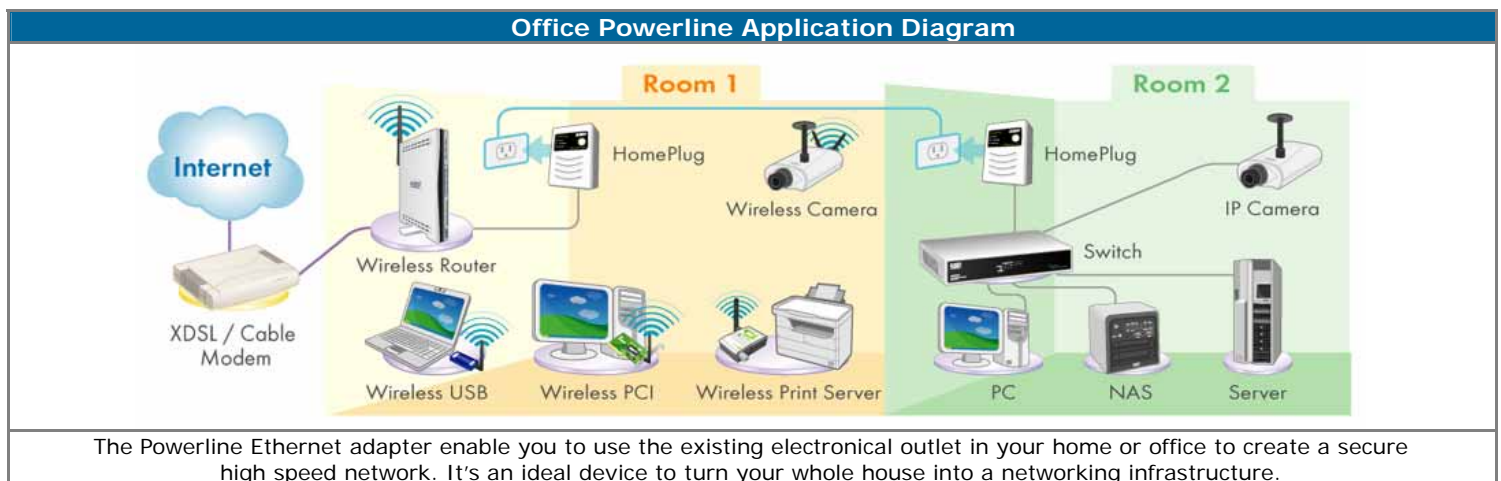 Office Powerline Application Diagram
Room 1
Room 2
Internet
HomePlug
HomePlug
Wireless Camera
IP Camera
Wireless Router
Switch
XDSL / Cable
Modem
Wireless USB
Wireless PCI
Wireless Print Server
PC
NAS
Server
The Powerline Ethernet adapter enable you to use the existing electronical outlet in your home or office to create a secure
high speed network. It's an ideal device to turn your whole house into a networking infrastructure.